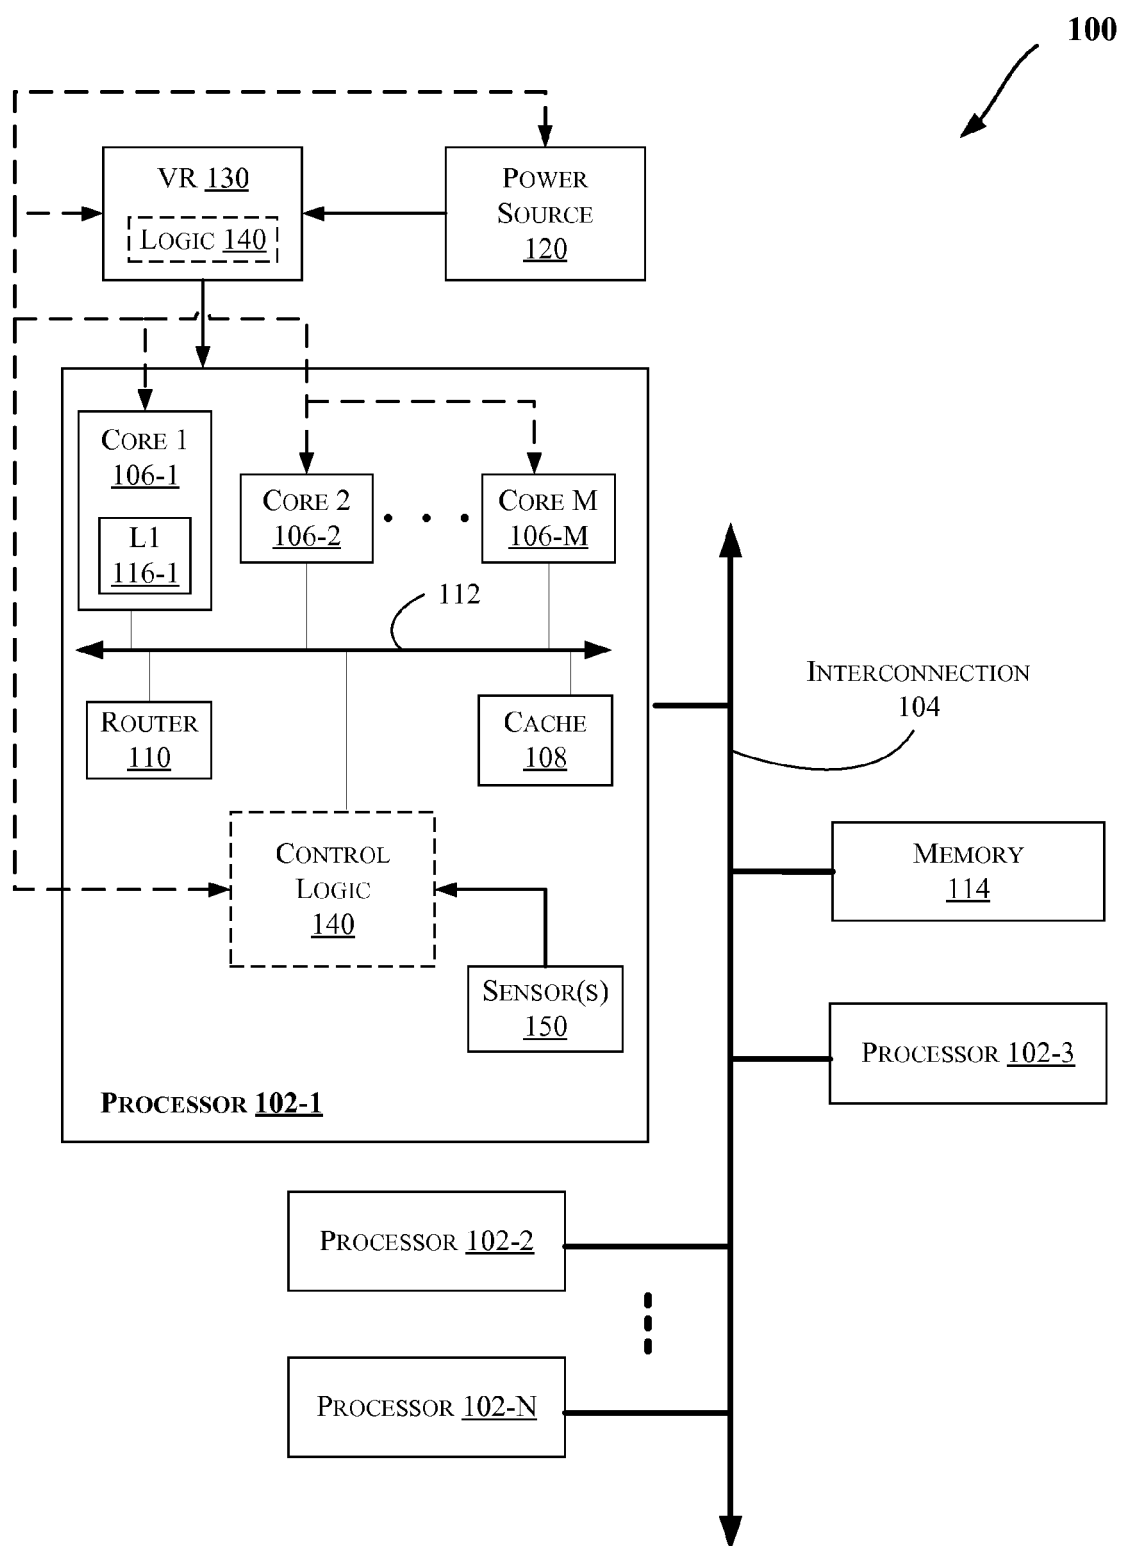 100
VR 130
LOGIC 140
POWER
SOURCE
120
CORE 1
106-1
L1
116-1
CORE 2
106-2
CORE M
106-M
112
ROUTER
110
CACHE
108
INTERCONNECTION
104
CONTROL
LOGIC
140
MEMORY
114
SENSOR(S)
150
PROCESSOR 102-3
PROCESSOR 102-1
PROCESSOR 102-2
PROCESSOR 102-N